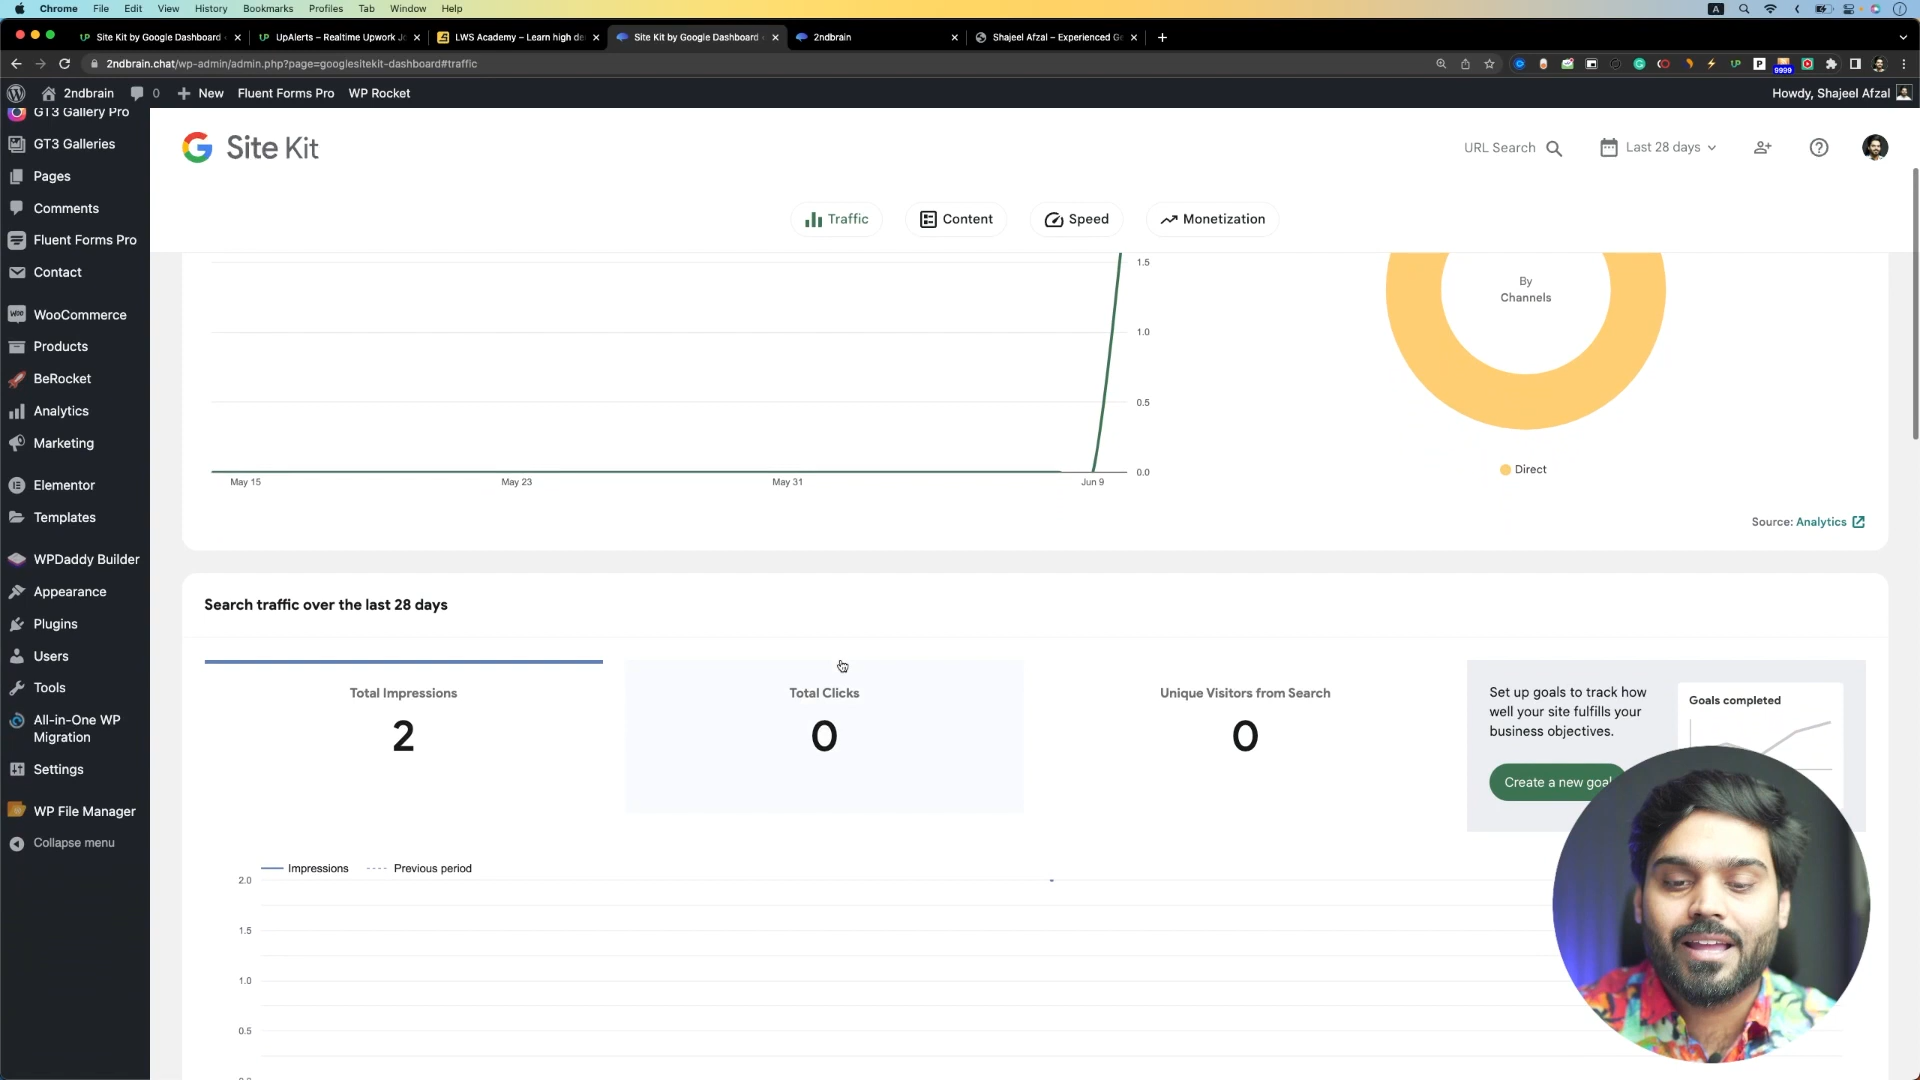 Chrome File Edit View History Bookmarks Profiles Tab Window Help
Site Kit by Google Dashboard
UpAlerts – Realtime Upwork Jo
LWS Academy – Learn high de
Site Kit by Google Dashboard
2ndbrain
Shajeel Afzal – Experienced Ge
2ndbrain.chat/wp-admin/admin.php?page=googlesitekit-dashboard#traffic
9999
2ndbrain 0 New Fluent Forms Pro WP Rocket
Howdy, Shajeel Afzal
GT3 Gallery Pro
GT3 Galleries
Pages
Comments
Fluent Forms Pro
Contact
WooCommerce
Products
BeRocket
Analytics
Marketing
Elementor
Templates
WPDaddy Builder
Appearance
Plugins
Users
Tools
All-in-One WP
Migration
Settings
WP File Manager
Collapse menu
G Site Kit
URL Search
Last 28 days
Traffic
Content
Speed
Monetization
1.5
1.0
0.5
0.0
May 15
May 23
May 31
Jun 9
By
Channels
Direct
Source: Analytics
Search traffic over the last 28 days
Total Impressions
2
Total Clicks
0
Unique Visitors from Search
0
Set up goals to track how
well your site fulfills your
business objectives.
Create a new goal
Goals completed
Impressions
Previous period
2.0
1.5
1.0
0.5